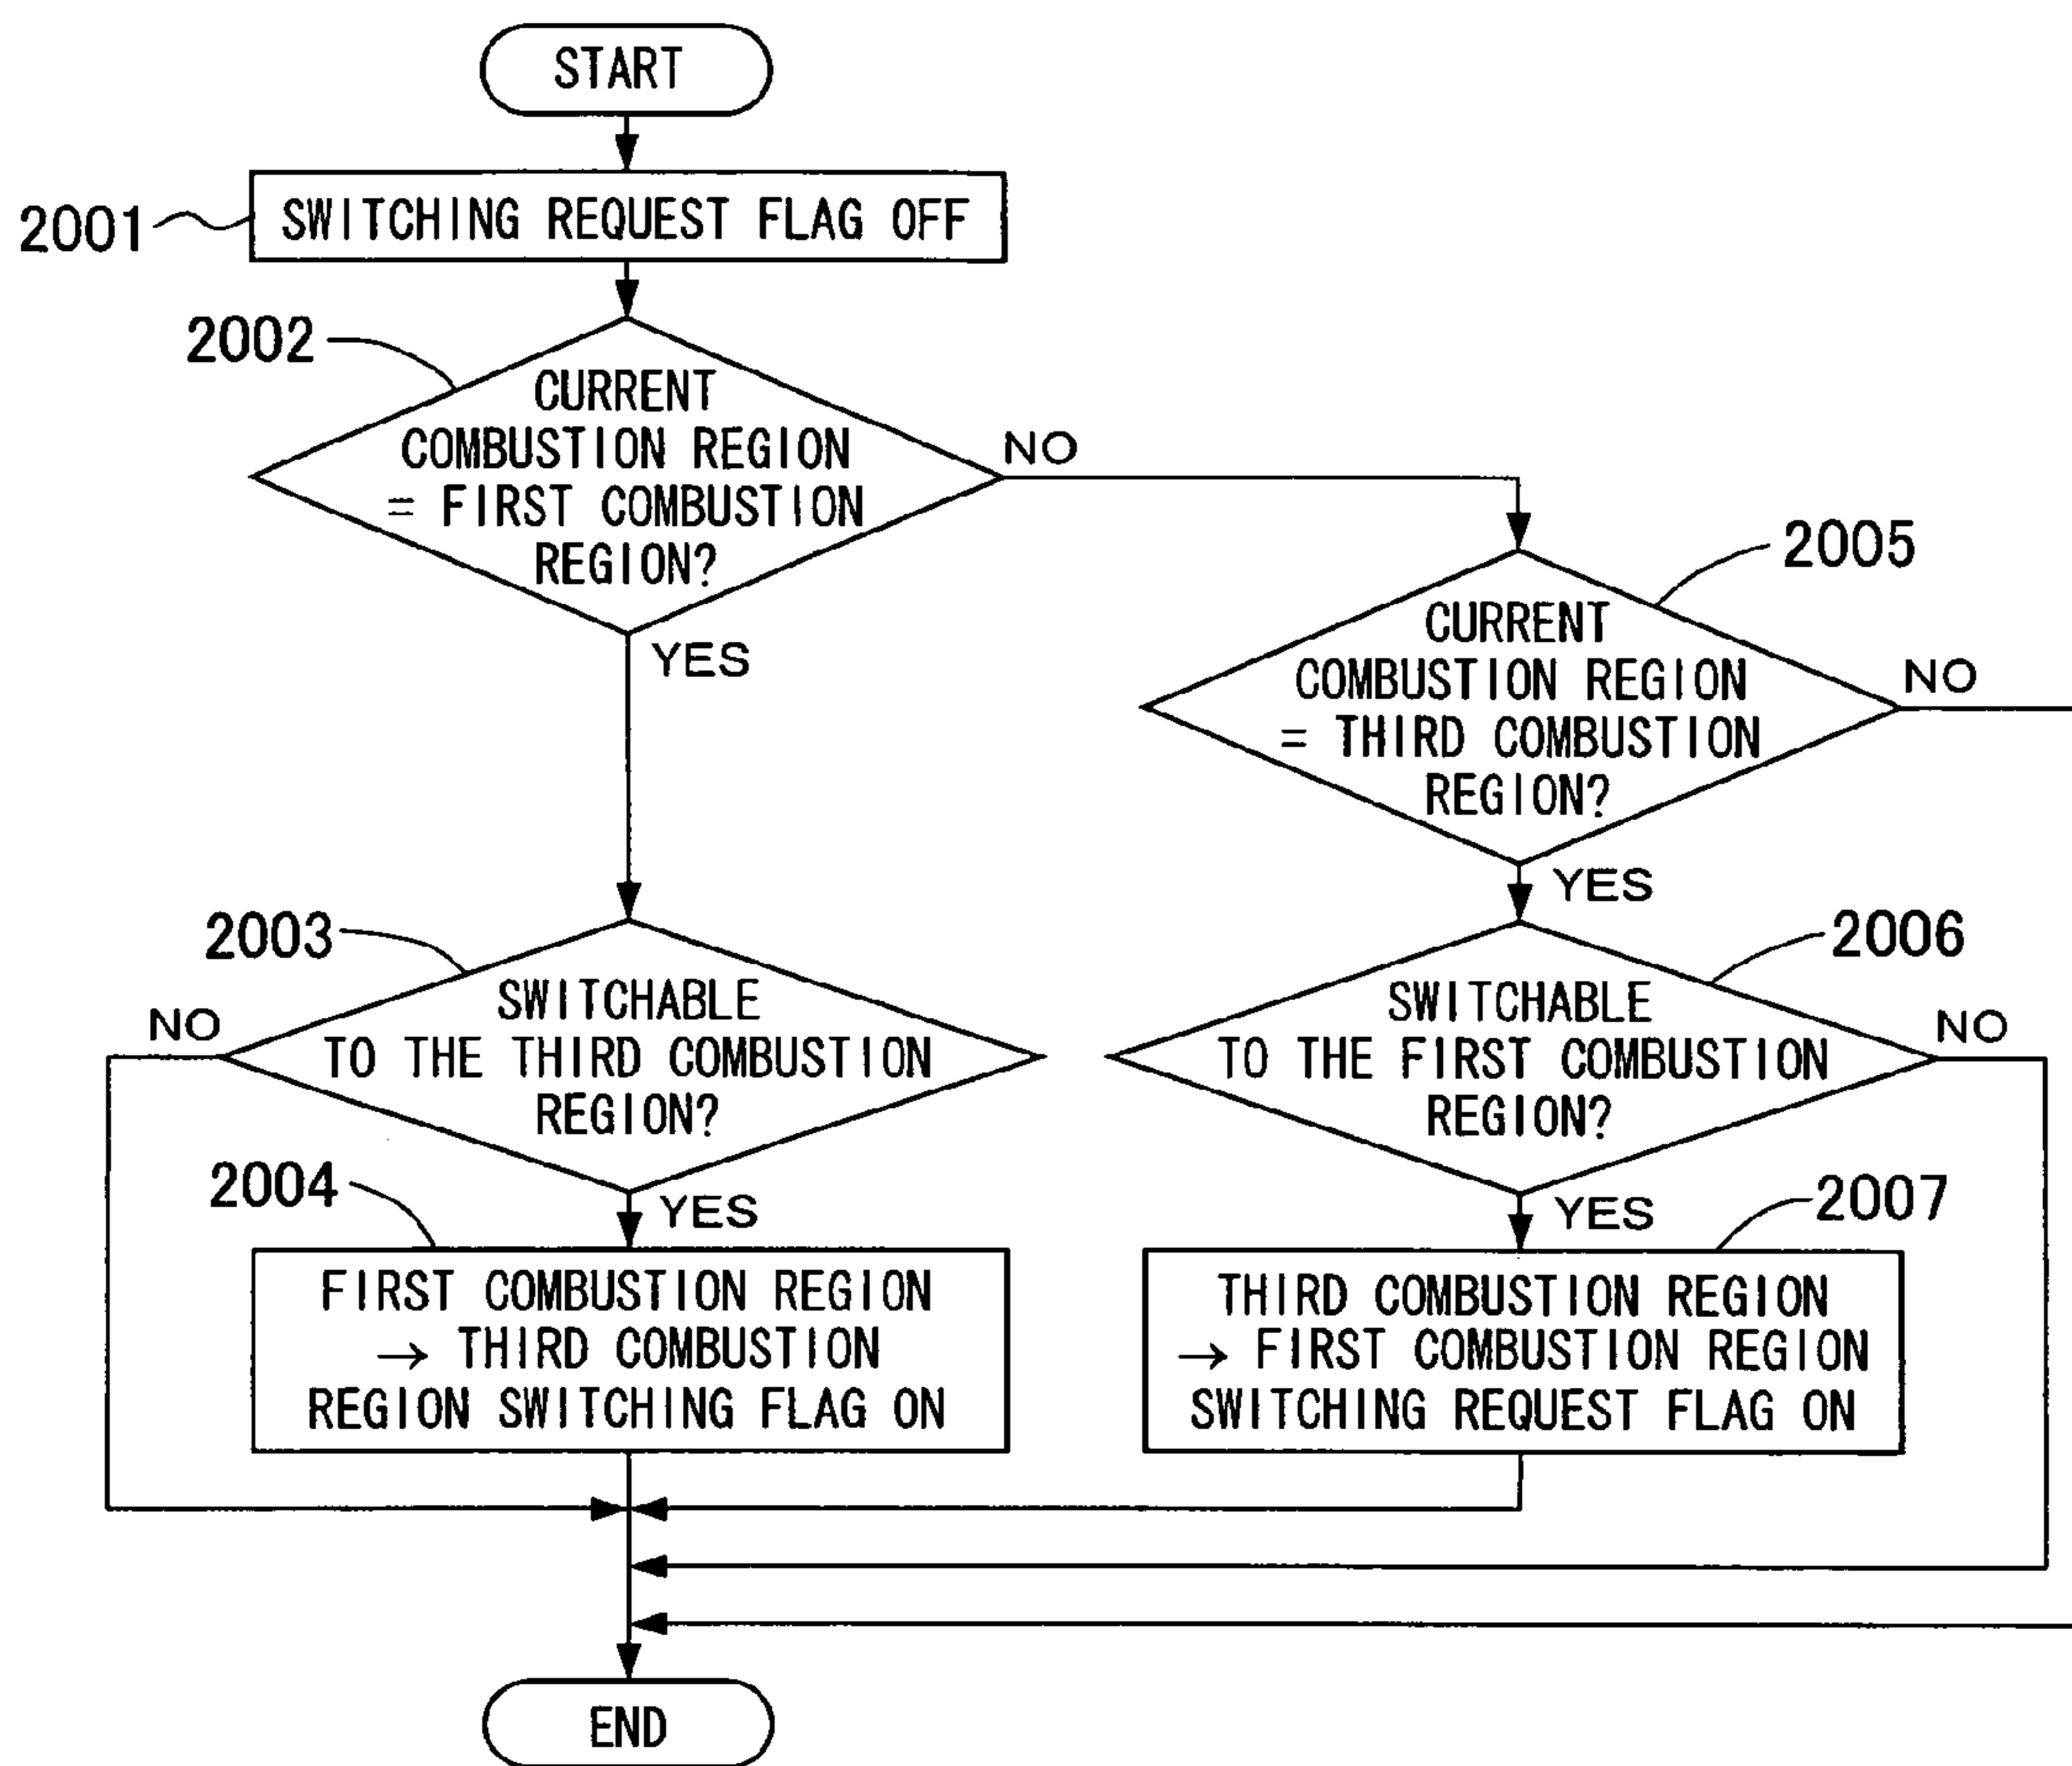 START
2001
SWITCHING REQUEST FLAG OFF
2002
CURRENT
COMBUSTION REGION
= FIRST COMBUSTION
REGION?
NO
YES
2005
CURRENT
COMBUSTION REGION
= THIRD COMBUSTION
REGION?
NO
YES
2003
SWITCHABLE
TO THE THIRD COMBUSTION
REGION?
NO
YES
2006
SWITCHABLE
TO THE FIRST COMBUSTION
REGION?
NO
YES
2004
FIRST COMBUSTION REGION
→ THIRD COMBUSTION
REGION SWITCHING FLAG ON
2007
THIRD COMBUSTION REGION
→ FIRST COMBUSTION REGION
SWITCHING REQUEST FLAG ON
END